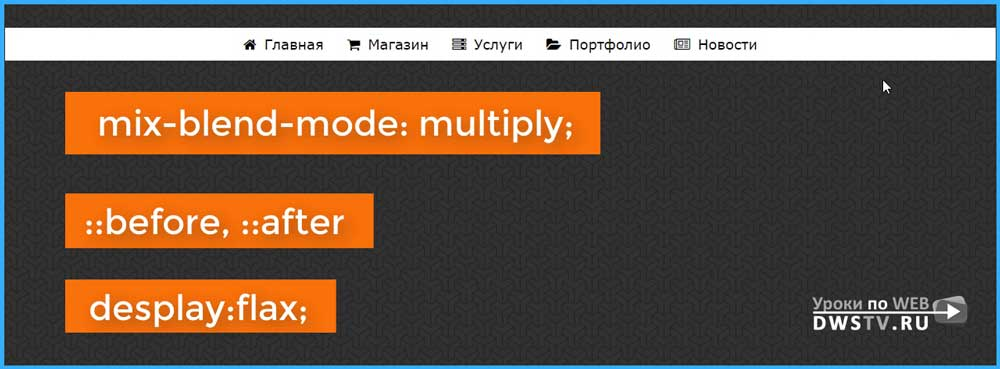 Главная Магазин Услуги Портфолио Новости
mix-blend-mode: multiply;
::before, ::after
desplay:flax;
Уроки по WEB
DWSTV.RU